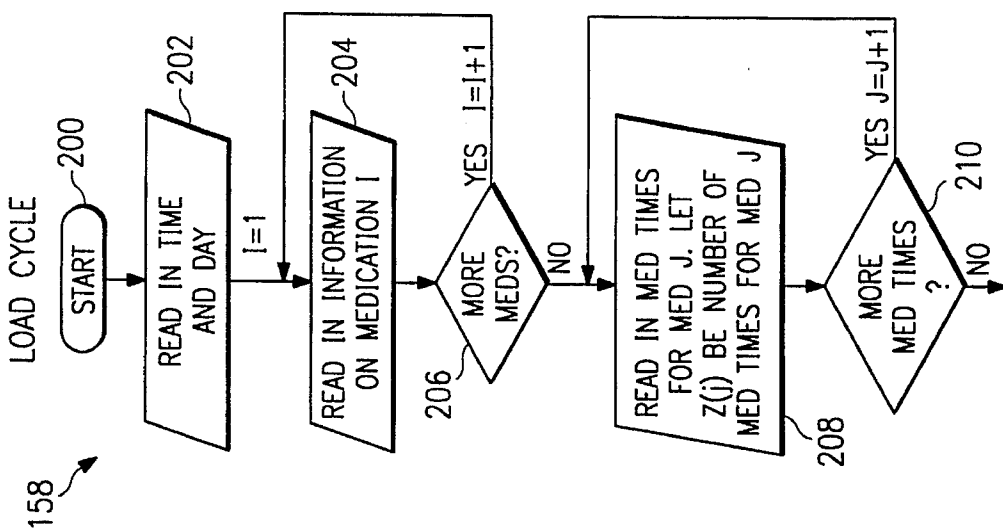 LOAD CYCLE
158
START
200
READ IN TIME
AND DAY
202
I=1
READ IN INFORMATION
ON MEDICATION I
204
MORE
MEDS?
206
YES I=I+1
NO
READ IN MED TIMES
FOR MED J. LET
Z(j) BE NUMBER OF
MED TIMES FOR MED J
208
MORE
MED TIMES
?
210
YES J=J+1
NO